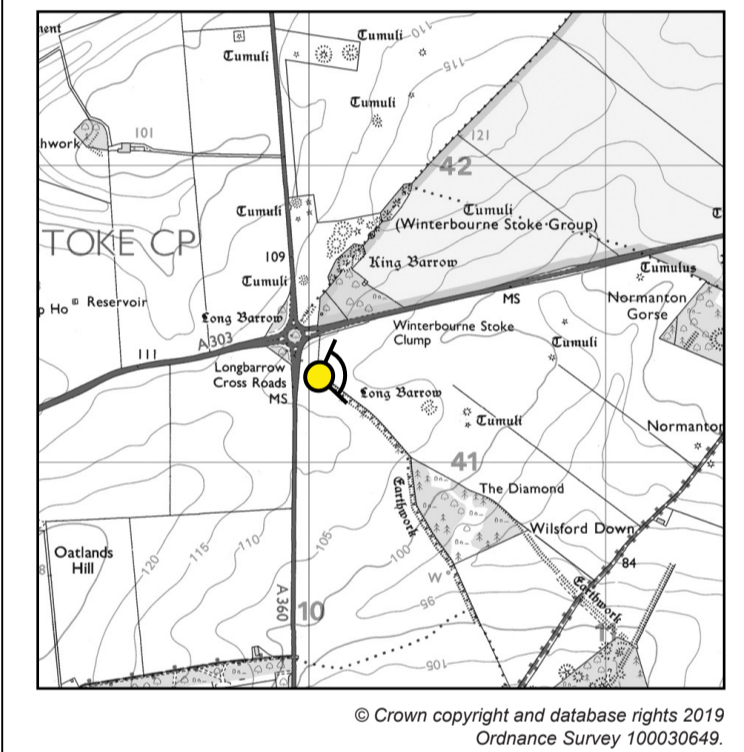 Tumuli
110
115
Tumuli
hwork
101
121
42
Tumuli
Tumuli
(Winterbourne Stoke Group)
TOKE CP
109
King Barrow
Tumuli
Tumulus
p Ho
Reservoir
MS
Normanton
Gorse
Long Barrow
Winterbourne Stoke
Clump
A303
111
Tumuli
Longbarrow
Cross Roads
MS
Long Barrow
Tumuli
Normanton
41
The Diamond
Earthwork
Wilsford Down
Oatlands
Hill
120
115
110
105
100
84
W
8
95
Earthwork
A360
10
11
105
© Crown copyright and database rights 2019
Ordnance Survey 100030649.